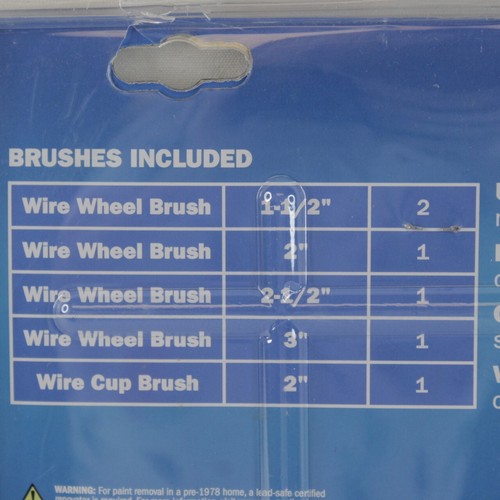 BRUSHES INCLUDED
Wire Wheel Brush 1-1/2" 2
Wire Wheel Brush 2" 1
Wire Wheel Brush 2-1/2" 1
Wire Wheel Brush 3" 1
Wire Cup Brush 2" 1
WARNING: For paint removal in a pre-1978 home, a lead-safe certified